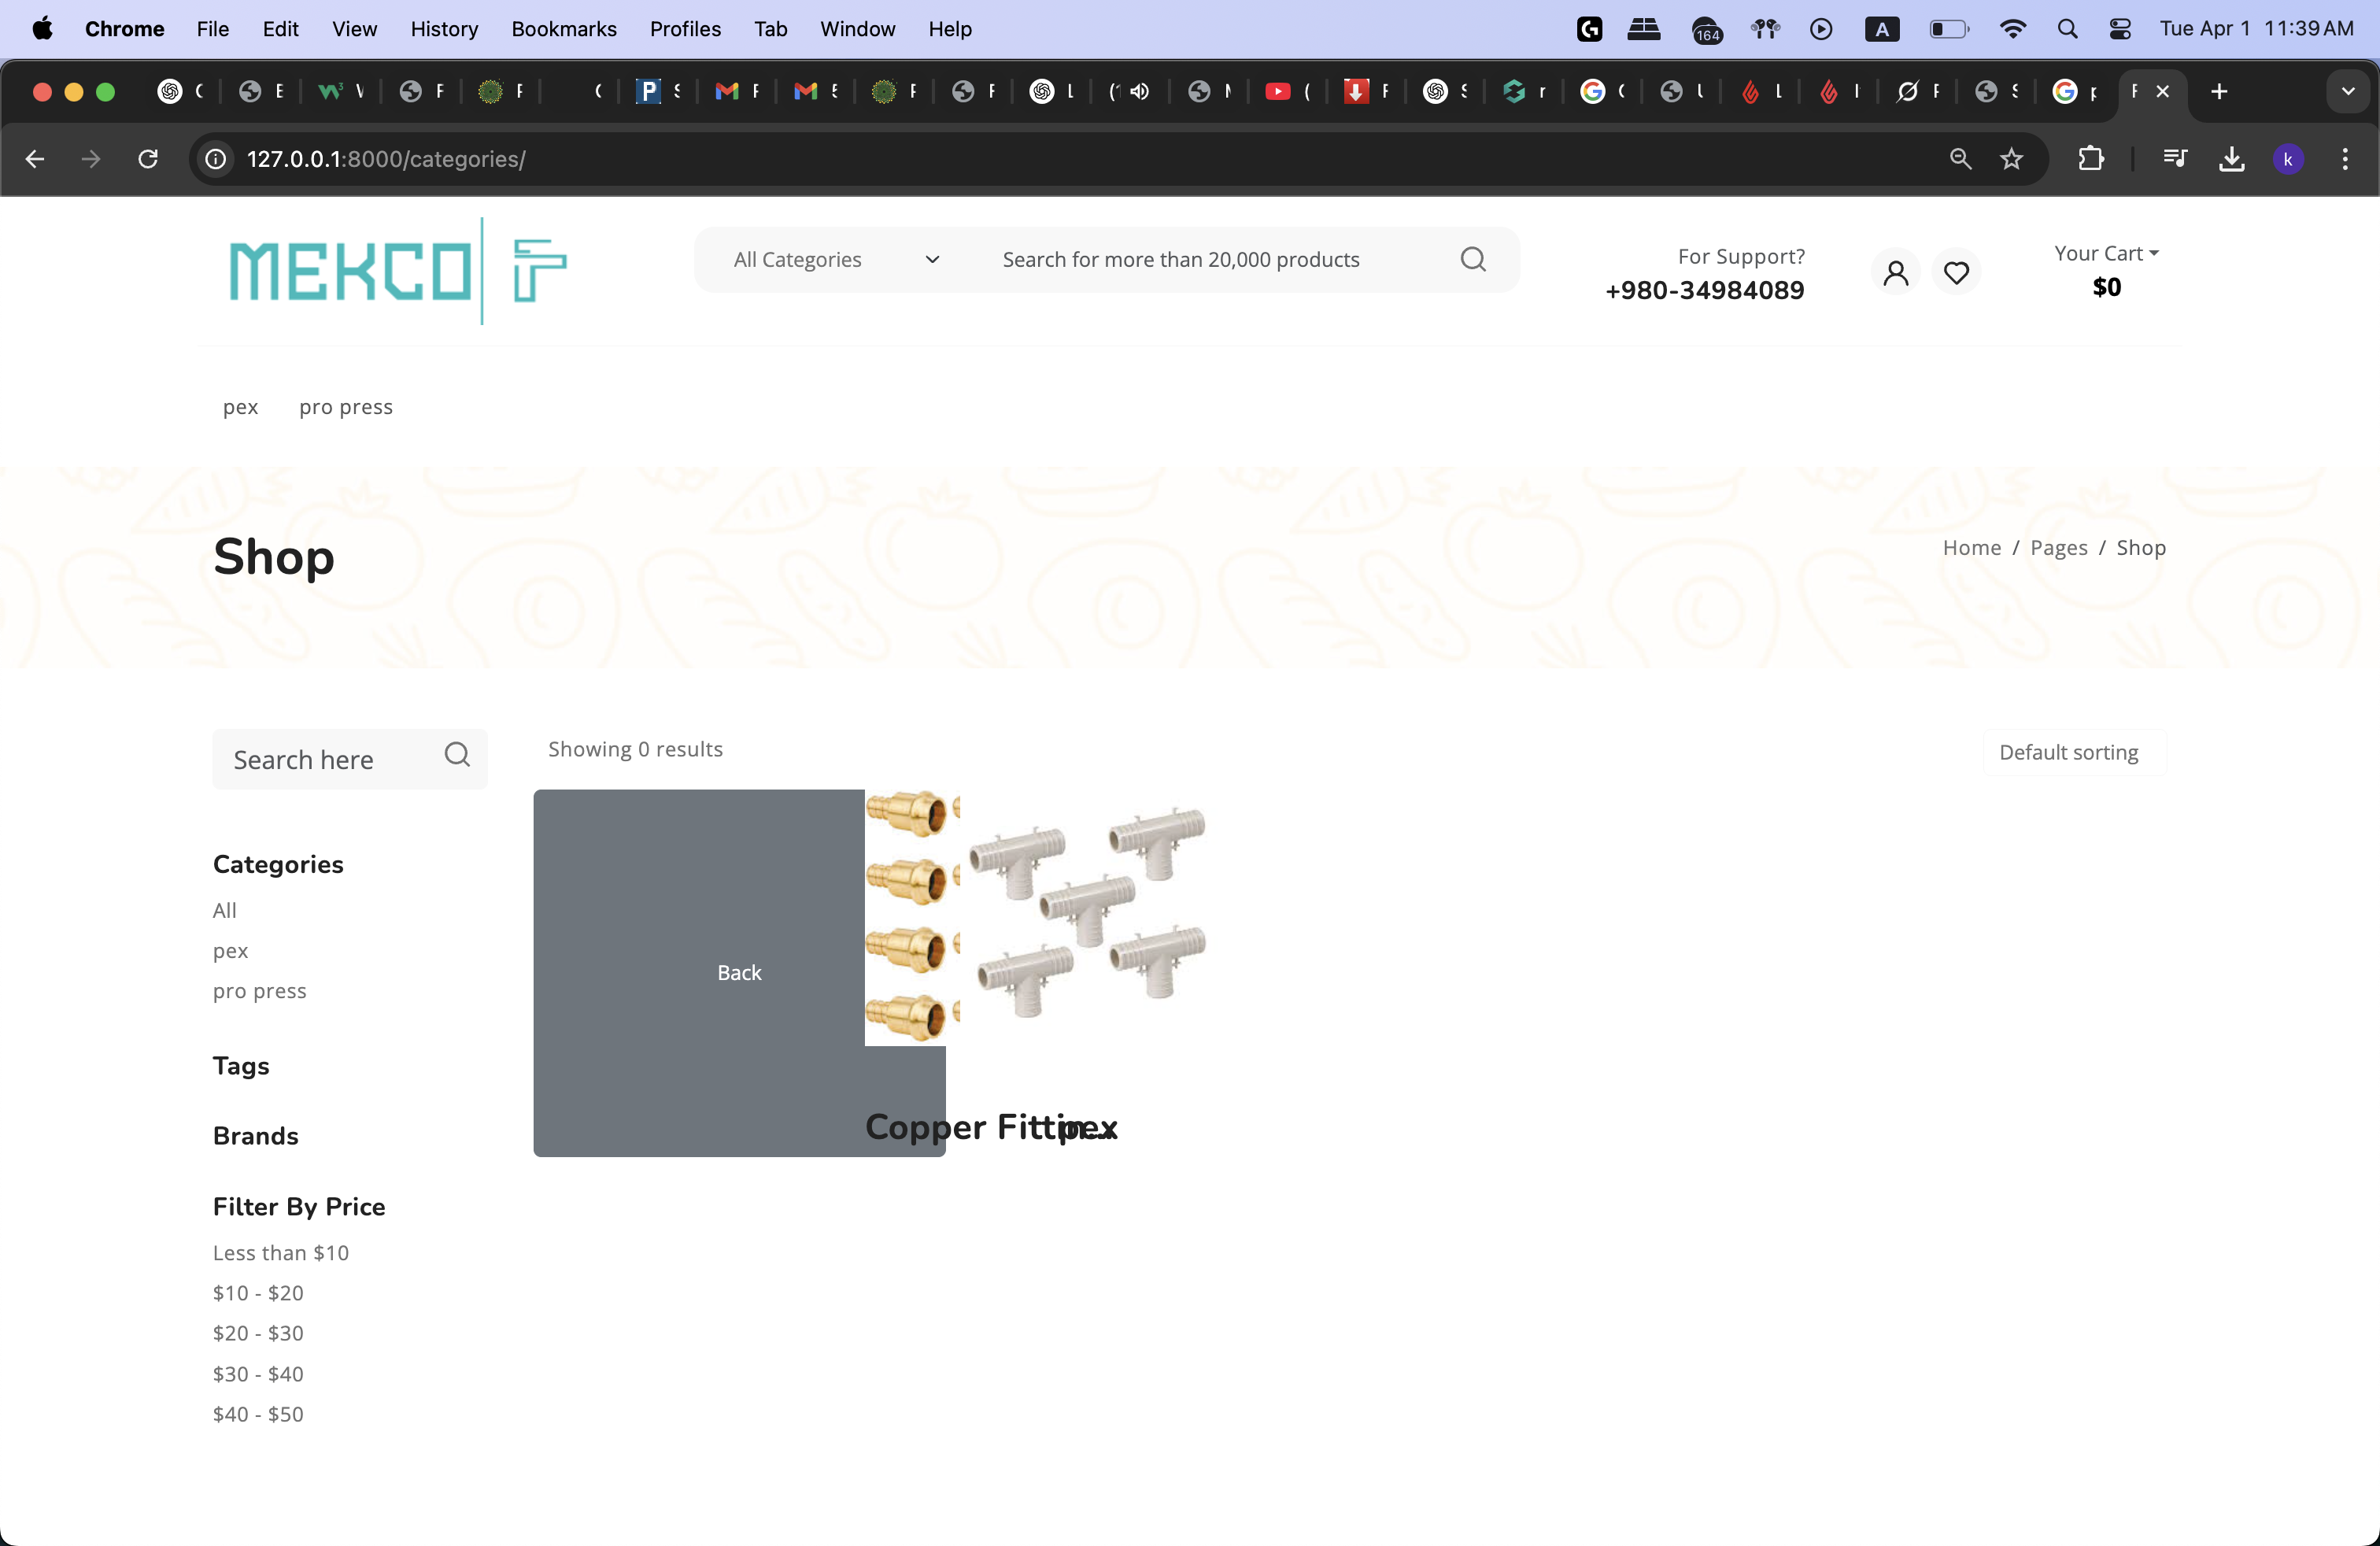 Chrome File Edit View History Bookmarks Profiles Tab Window Help
164 A Tue Apr 1 11:39 AM
127.0.0.1:8000/categories/
k
MEKCO
All Categories
Search for more than 20,000 products
For Support?
+980-34984089
Your Cart
$0
pex pro press
Shop
Home / Pages / Shop
Search here
Showing 0 results
Default sorting
Categories
All
pex
pro press
Tags
Brands
Filter By Price
Less than $10
$10 - $20
$20 - $30
$30 - $40
$40 - $50
Back
Copper
pex